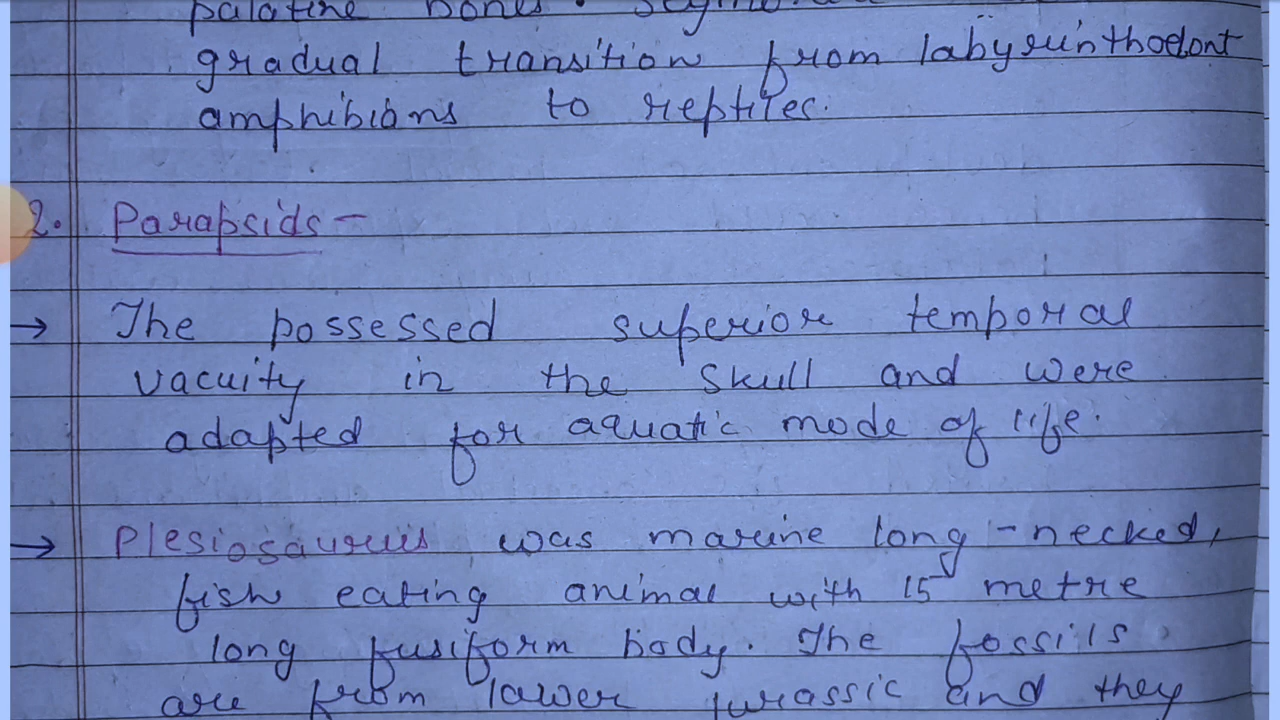 palatine bones.
gradual transition from labyrinthodont
amphibians to reptiles.
2. Parapsids -
→ The possessed superior temporal
vacuity in the skull and were
adapted for aquatic mode of life.
→ Plesiosaurus was marine long-necked,
fish eating animal with 15 metre
long fusiform body. The fossils
are from lower jurassic and they